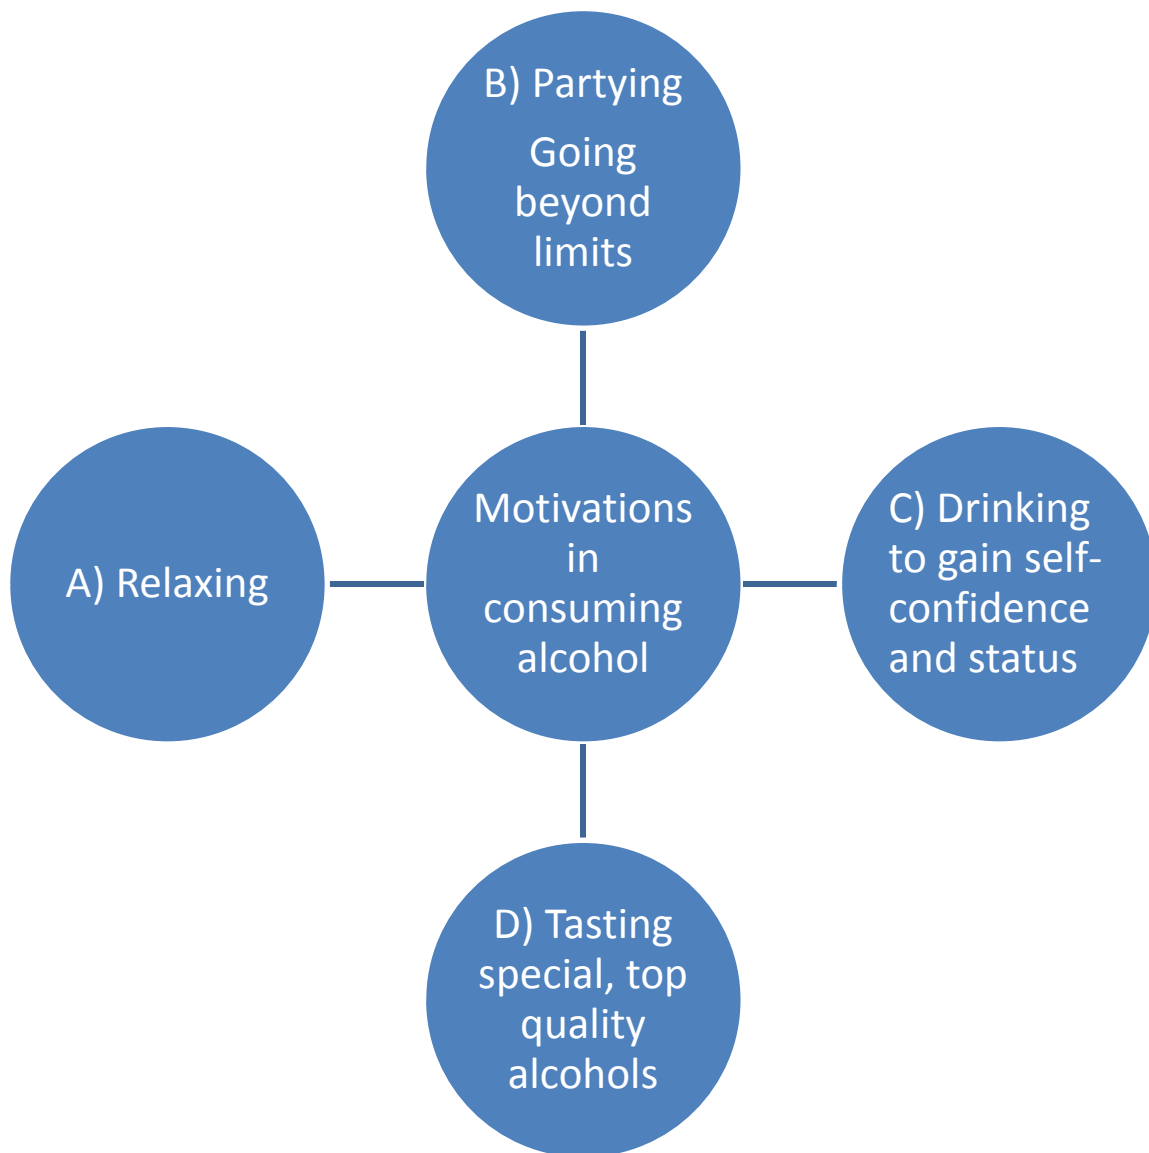 B) Partying
Going
beyond
limits
A) Relaxing
Motivations
in
consuming
alcohol
C) Drinking
to gain self-
confidence
and status
D) Tasting
special, top
quality
alcohols